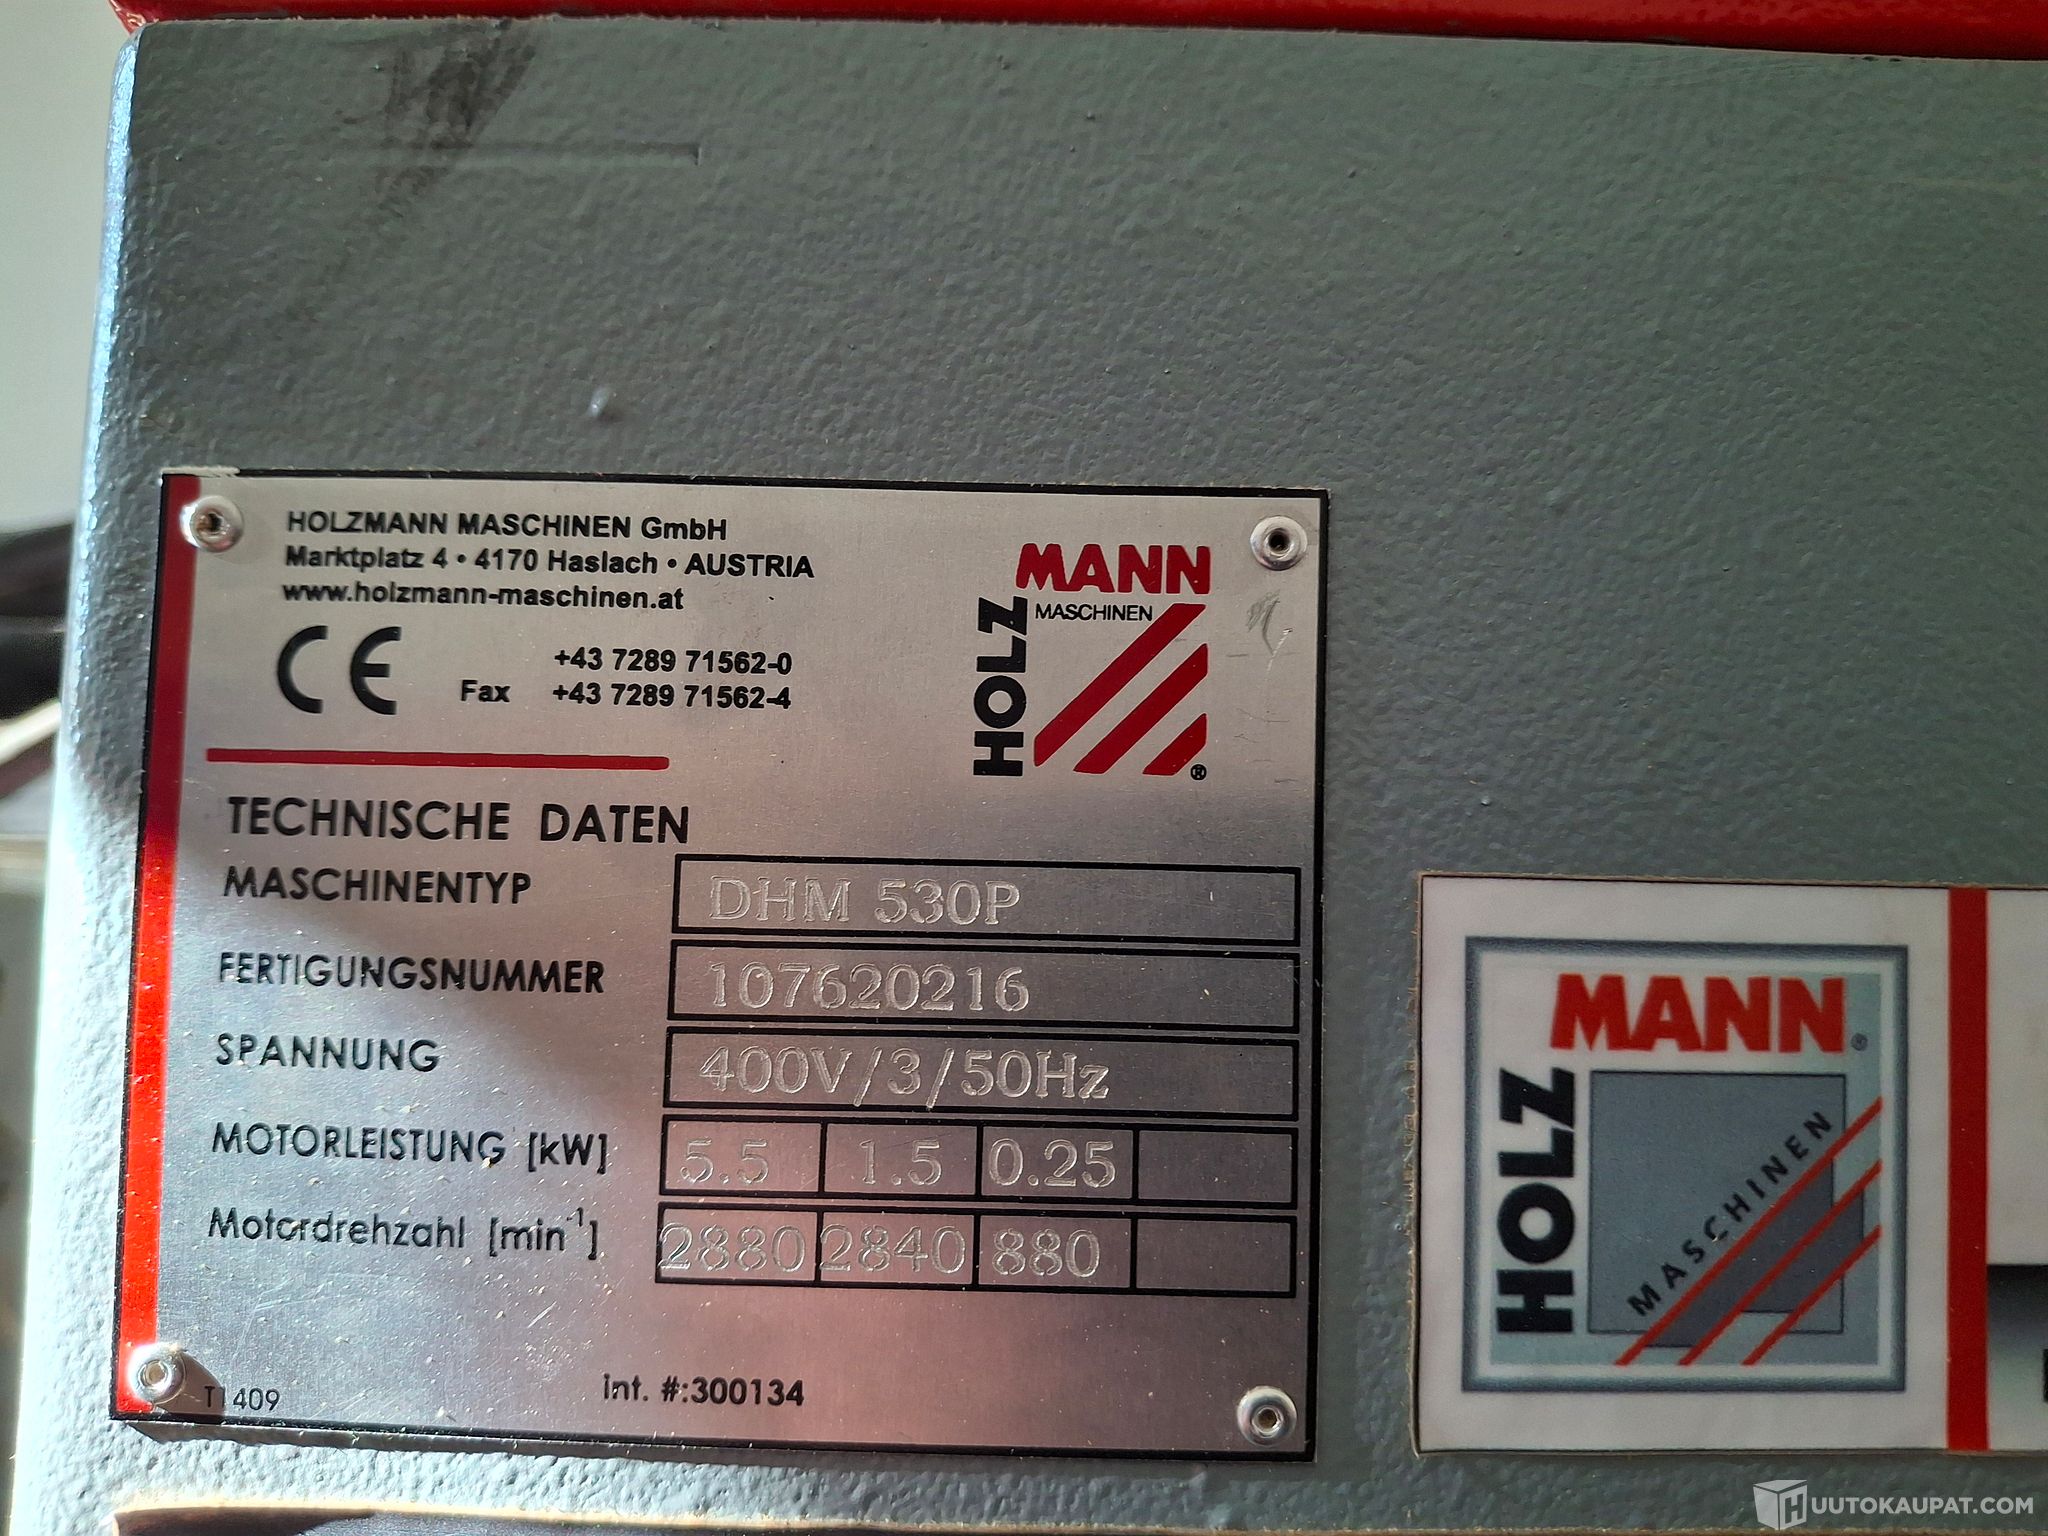 HOLZMANN MASCHINEN GmbH
Marktplatz 4 • 4170 Haslach • AUSTRIA
www.holzmann-maschinen.at
CE
+43 7289 71562-0
Fax +43 7289 71562-4
HOLZ
MANN
MASCHINEN
®
TECHNISCHE DATEN
MASCHINENTYP DHM 530P
FERTIGUNGSNUMMER 107620216
SPANNUNG 400V/3/50Hz
MOTORLEISTUNG [kW] 5.5 1.5 0.25
Motordrehzahl [min⁻¹] 2880 2840 880
T1409
Int. #:300134
HOLZ
MANN®
MASCHINEN
HUUTOKAUPAT.COM